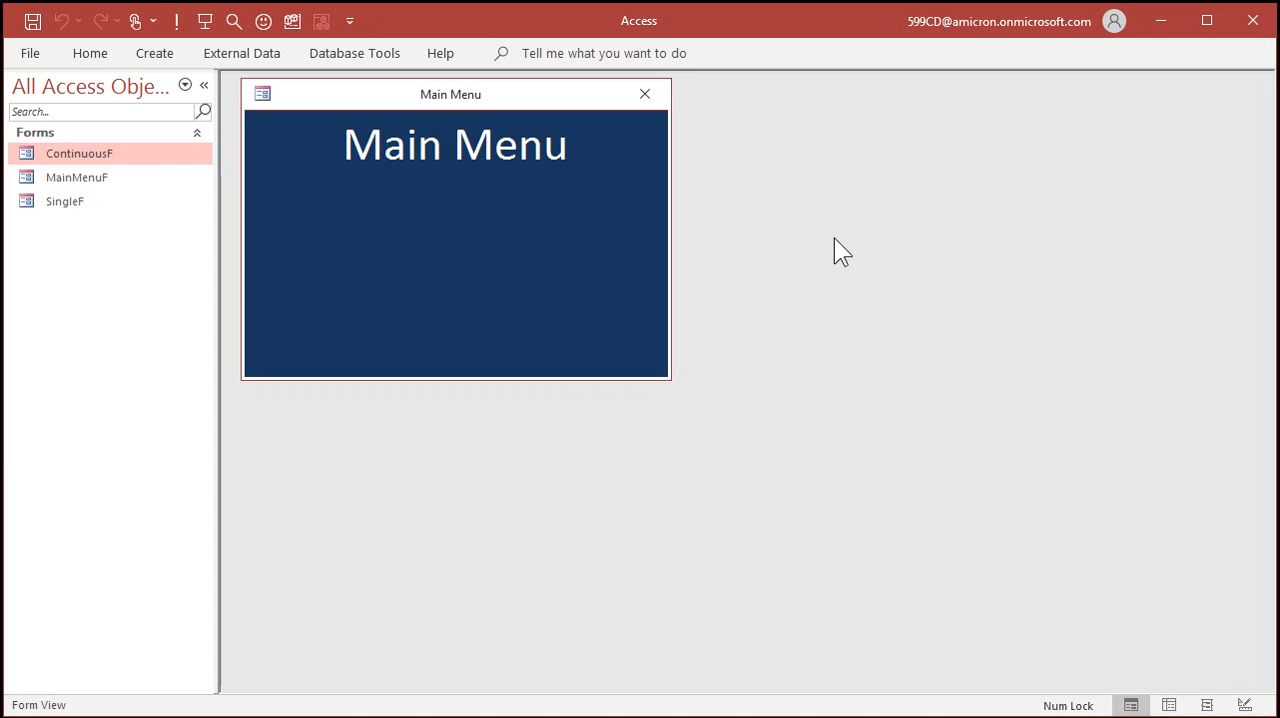 Access
599CD@amicron.onmicrosoft.com
File Home Create External Data Database Tools Help Tell me what you want to do
All Access Obje...
Search...
Forms
ContinuousF
MainMenuF
SingleF
Main Menu
Main Menu
Form View
Num Lock